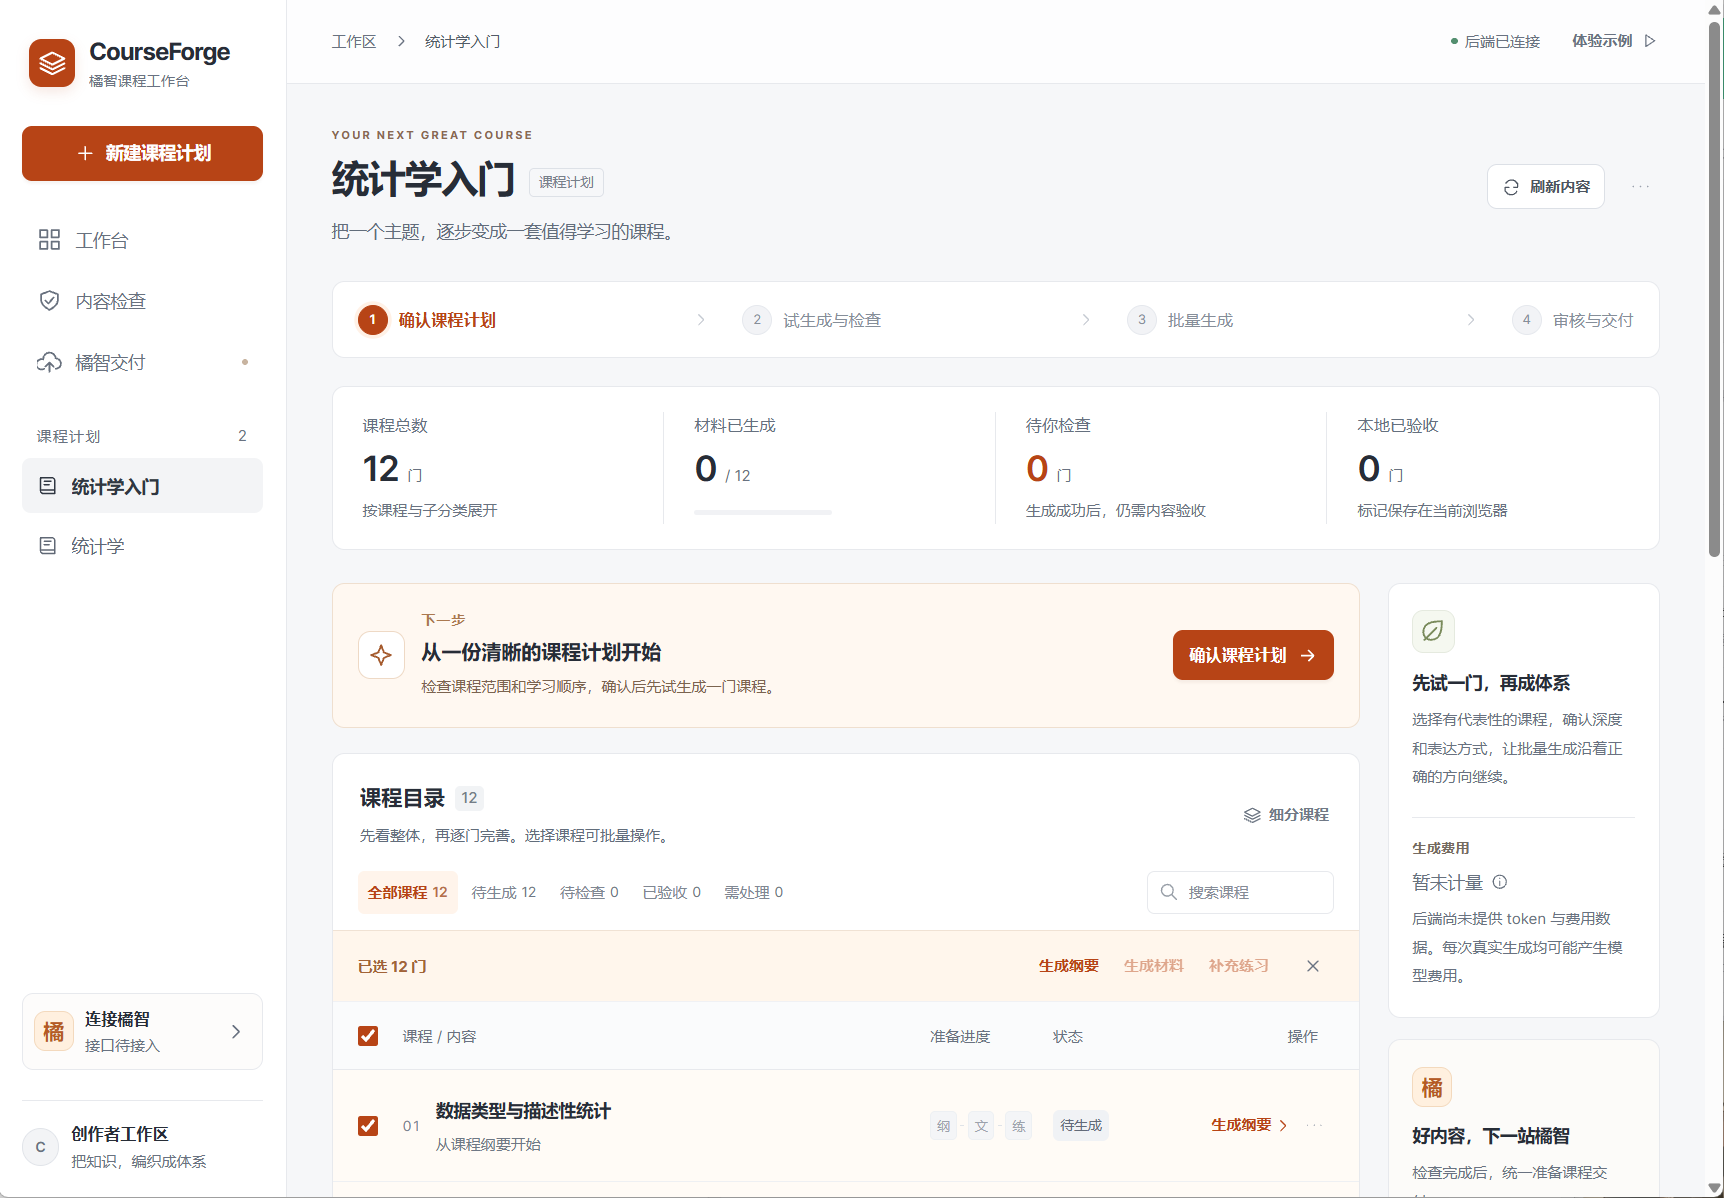 CourseForge
橘智课程工作台
新建课程计划
工作台
内容检查
橘智交付
课程计划 2
统计学入门
统计学
连接橘智
橘
接口待接入
C
创作者工作区
把知识，编织成体系
工作区 > 统计学入门
后端已连接 体验示例
YOUR NEXT GREAT COURSE
统计学入门 课程计划
把一个主题，逐步变成一套值得学习的课程。
刷新内容 ···
1 确认课程计划 2 试生成与检查 3 批量生成 4 审核与交付
课程总数
12 门
按课程与子分类展开
材料已生成
0 / 12
待你检查
0 门
生成成功后，仍需内容验收
本地已验收
0 门
标记保存在当前浏览器
下一步
从一份清晰的课程计划开始
检查课程范围和学习顺序，确认后先试生成一门课程。
确认课程计划
课程目录 12
先看整体，再逐门完善。选择课程可批量操作。
细分课程
全部课程 12 待生成 12 待检查 0 已验收 0 需处理 0 搜索课程
已选 12 门 生成纲要 生成材料 补充练习
课程 / 内容 准备进度 状态 操作
01 数据类型与描述性统计
从课程纲要开始
纲 文 练 待生成 生成纲要 ···
先试一门，再成体系
选择有代表性的课程，确认深度
和表达方式，让批量生成沿着正
确的方向继续。
生成费用
暂未计量
后端尚未提供 token 与费用数
据。每次真实生成均可能产生模
型费用。
橘
好内容，下一站橘智
检查完成后，统一准备课程交